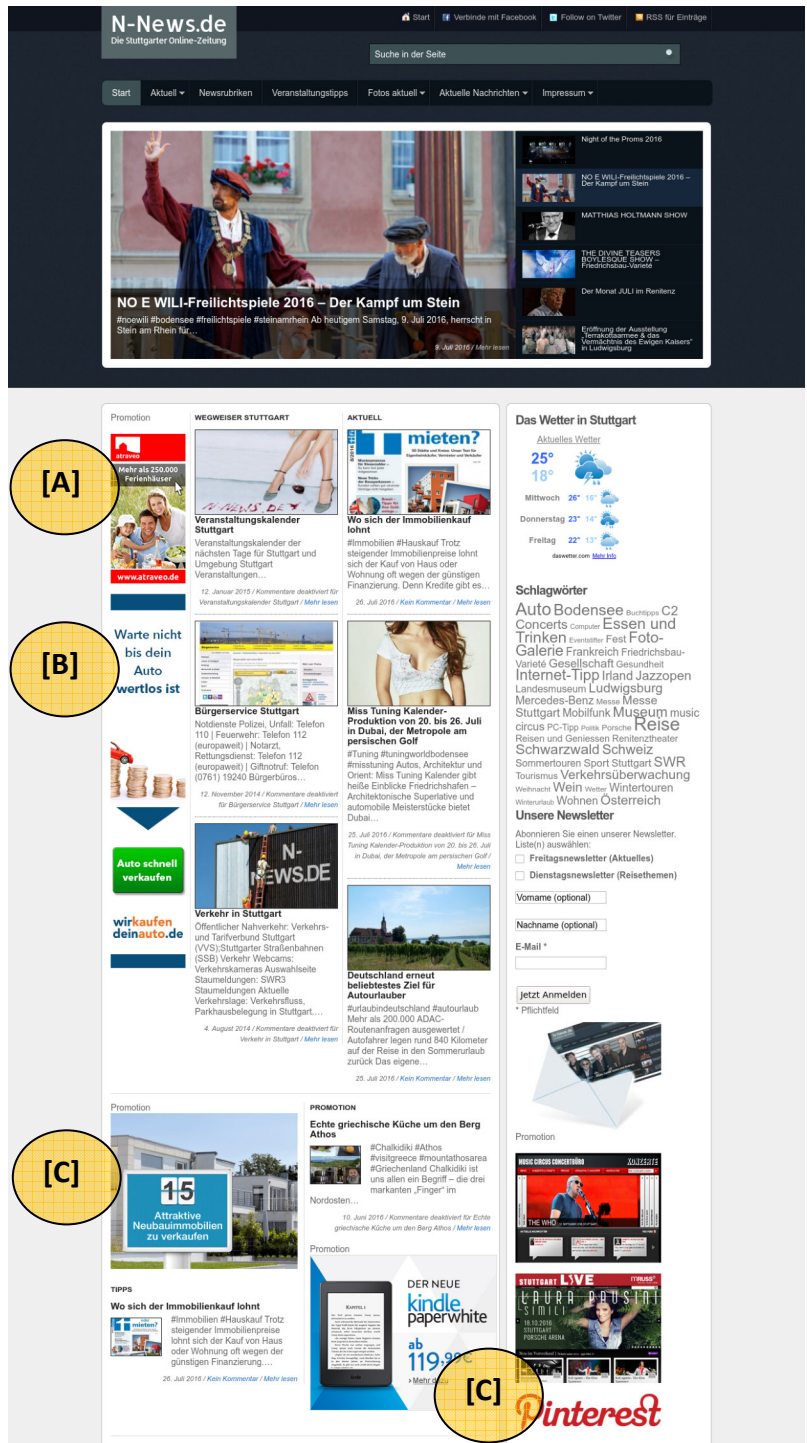 N-News.de
Die Stuttgarter Online-Zeitung
Start
Verbinde mit Facebook
Follow on Twitter
RSS für Einträge
Suche in der Seite
Start
Aktuell
Newsrubriken
Veranstaltungstipps
Fotos aktuell
Aktuelle Nachrichten
Impressum
NO E WILI-Freilichtspiele 2016 – Der Kampf um Stein
#noewili #bodensee #freilichtspiele #steinamrhein Ab heutigem Samstag, 9. Juli 2016, herrscht in
Stein am Rhein für…
9. Juli 2016 / Mehr lesen
Night of the Proms 2016
NO E WILI-Freilichtspiele 2016 –
Der Kampf um Stein
MATTHIAS HOLTMANN SHOW
THE DIVINE TEASERS
BOYLESQUE SHOW –
Friedrichsbau-Varieté
Der Monat JULI im Renitenz
Eröffnung der Ausstellung
„Terrakottaarmee & das
Vermächtnis des Ewigen Kaisers"
in Ludwigsburg
Promotion
[A]
atraveo
Mehr als 250.000
Ferienhäuser
www.atraveo.de
[B]
Warte nicht
bis dein
Auto
wertlos ist
Auto schnell
verkaufen
wirkaufen
deinauto.de
WEGWEISER STUTTGART
N-NEWS.DE
Veranstaltungskalender
Stuttgart
Veranstaltungskalender der
nächsten Tage für Stuttgart und
Umgebung Stuttgart
Veranstaltungen…
12. Januar 2015 / Kommentare deaktiviert für
Veranstaltungskalender Stuttgart / Mehr lesen
Bürgerservice Stuttgart
Notdienste Polizei, Unfall: Telefon
110 | Feuerwehr: Telefon 112
(europaweit) | Notarzt,
Rettungsdienst: Telefon 112
(europaweit) | Giftnotruf: Telefon
(0761) 19240 Bürgerbüros…
12. November 2014 / Kommentare deaktiviert
für Bürgerservice Stuttgart / Mehr lesen
N-
NEWS.DE
Verkehr in Stuttgart
Öffentlicher Nahverkehr: Verkehrs-
und Tarifverbund Stuttgart
(VVS);Stuttgarter Straßenbahnen
(SSB) Verkehr Webcams:
Verkehrskameras Auswahlseite
Staumeldungen: SWR3
Staumeldungen Aktuelle
Verkehrslage: Verkehrsfluss,
Parkhausbelegung in Stuttgart….
4. August 2014 / Kommentare deaktiviert für
Verkehr in Stuttgart / Mehr lesen
AKTUELL
mieten?
Wo sich der Immobilienkauf
lohnt
#Immobilien #Hauskauf Trotz
steigender Immobilienpreise lohnt
sich der Kauf von Haus oder
Wohnung oft wegen der günstigen
Finanzierung. Denn Kredite gibt es…
26. Juli 2016 / Kein Kommentar / Mehr lesen
Miss Tuning Kalender-
Produktion von 20. bis 26. Juli
in Dubai, der Metropole am
persischen Golf
#Tuning #tuningworldbodensee
#misstuning Autos, Architektur und
Orient: Miss Tuning Kalender gibt
heiße Einblicke Friedrichshafen –
Architektonische Superlative und
automobile Meisterstücke bietet
Dubai…
25. Juli 2016 / Kommentare deaktiviert für Miss
Tuning Kalender-Produktion von 20. bis 26. Juli
in Dubai, der Metropole am persischen Golf /
Mehr lesen
Deutschland erneut
beliebtestes Ziel für
Autourlauber
#urlaubindeutschland #autourlaub
Mehr als 200.000 ADAC-
Routenanfragen ausgewertet /
Autofahrer legen rund 840 Kilometer
auf der Reise in den Sommerurlaub
zurück Das eigene…
25. Juli 2016 / Kein Kommentar / Mehr lesen
Das Wetter in Stuttgart
Aktuelles Wetter
25°
18°
Mittwoch 26° 16°
Donnerstag 23° 14°
Freitag 22° 13°
daswetter.com Mehr Info
Schlagwörter
Auto Bodensee Buchtipps C2
Concerts Computer Essen und
Trinken Eventstifter Fest Foto-
Galerie Frankreich Friedrichsbau-
Varieté Gesellschaft Gesundheit
Internet-Tipp Irland Jazzopen
Landesmuseum Ludwigsburg
Mercedes-Benz Messe Messe
Stuttgart Mobilfunk Museum music
circus PC-Tipp Politik Porsche Reise
Reisen und Geniessen Renitenztheater
Schwarzwald Schweiz
Sommertouren Sport Stuttgart SWR
Tourismus Verkehrsüberwachung
Weihnacht Wein Wetter Wintertouren
Winterurlaub Wohnen Österreich
Unsere Newsletter
Abonnieren Sie einen unserer Newsletter.
Liste(n) auswählen:
Freitagsnewsletter (Aktuelles)
Dienstagsnewsletter (Reisethemen)
Vorname (optional)
Nachname (optional)
E-Mail *
Jetzt Anmelden
* Pflichtfeld
Promotion
MUSIC CIRCUS CONCERTBÜRO
KONZERTE
THE WHO
STUTTGART LIVE
MRUSS
LAURA PAUSINI
SIMILI
18.10.2016
STUTTGART
PORSCHE ARENA
Pinterest
Promotion
[C]
15
Attraktive
Neubauimmobilien
zu verkaufen
TIPPS
Wo sich der Immobilienkauf lohnt
mieten?
#Immobilien #Hauskauf Trotz
steigender Immobilienpreise
lohnt sich der Kauf von Haus
oder Wohnung oft wegen der
günstigen Finanzierung….
26. Juli 2016 / Kein Kommentar / Mehr lesen
PROMOTION
Echte griechische Küche um den Berg
Athos
#Chalkidiki #Athos
#visitgreece #mountathosarea
#Griechenland Chalkidiki ist
uns allen ein Begriff – die drei
markanten „Finger" im
Nordosten…
10. Juni 2016 / Kommentare deaktiviert für Echte
griechische Küche um den Berg Athos / Mehr lesen
Promotion
KAPITEL 1
kindle
DER NEUE
kindle
paperwhite
ab
119,99€
› Mehr dazu
[C]